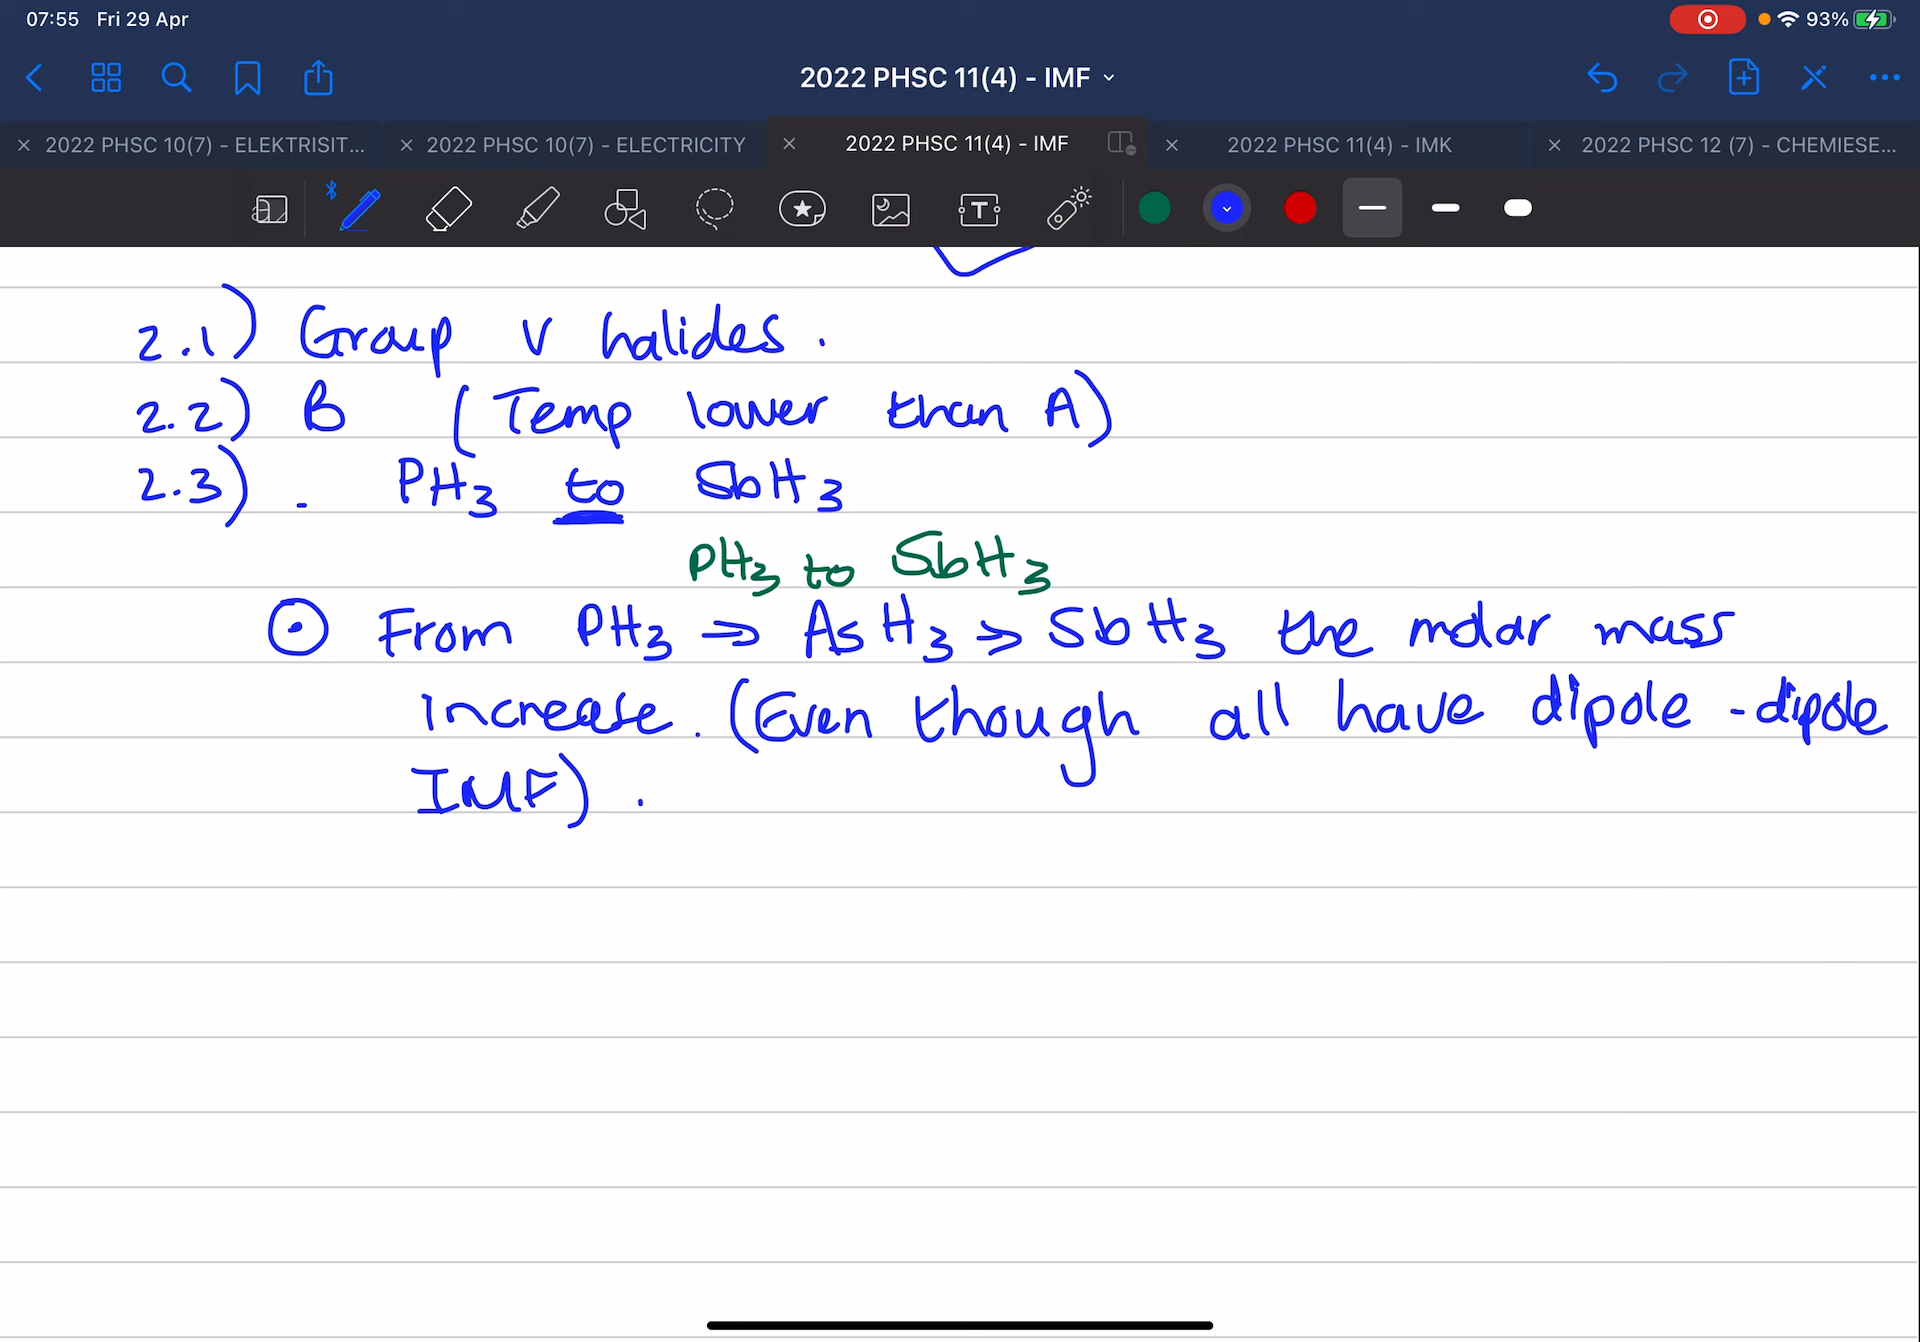 07:55 Fri 29 Apr
93%
2022 PHSC 11(4) - IMF
2022 PHSC 10(7) - ELEKTRISIT...
2022 PHSC 10(7) - ELECTRICITY
2022 PHSC 11(4) - IMF
2022 PHSC 11(4) - IMK
2022 PHSC 12 (7) - CHEMIESE...
2.1) Group V halides.
2.2) B (Temp lower than A)
2.3) . PH3 to SbH3
PH3 to SbH3
⊙ From PH3 → AsH3 → SbH3 the molar mass
increase. (Even though all have dipole-dipole
IMF).